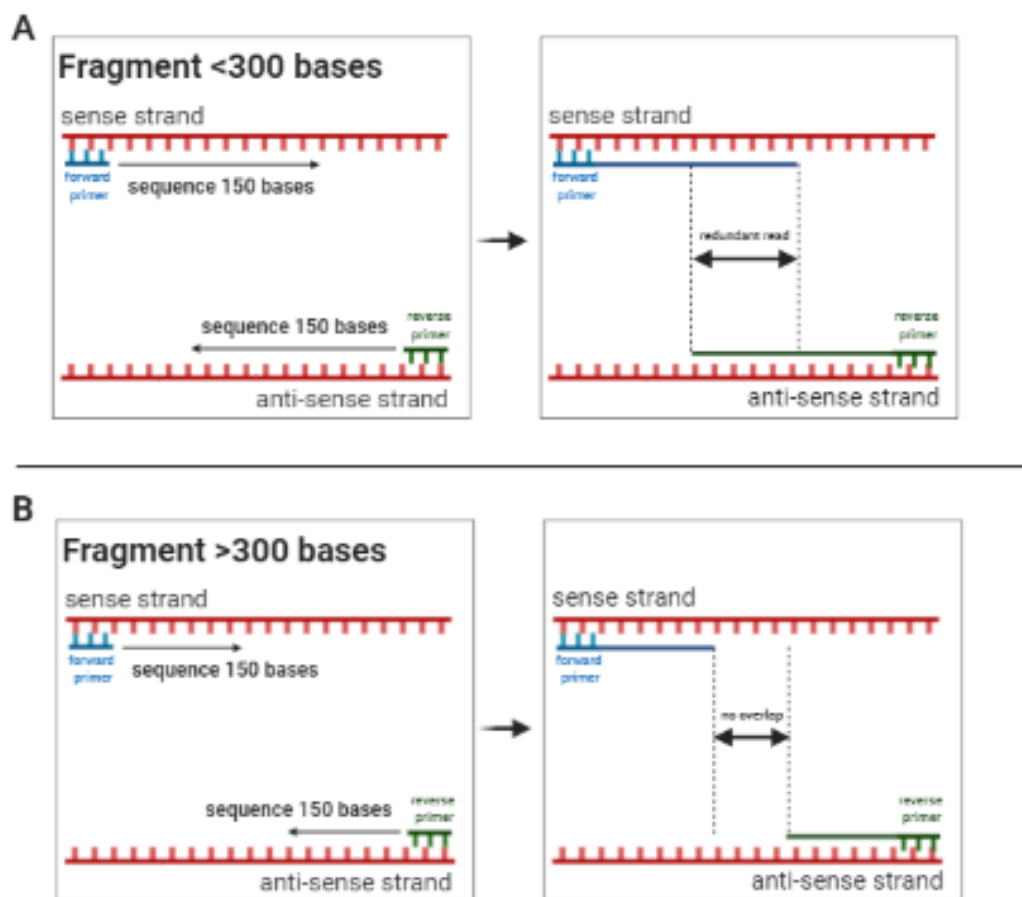 A
Fragment <300 bases
sense strand
forward
primer
sequence 150 bases
sequence 150 bases
reverse
primer
anti-sense strand
sense strand
forward
primer
redundant read
reverse
primer
anti-sense strand
B
Fragment >300 bases
sense strand
forward
primer
sequence 150 bases
sequence 150 bases
reverse
primer
anti-sense strand
sense strand
forward
primer
no overlap
reverse
primer
anti-sense strand